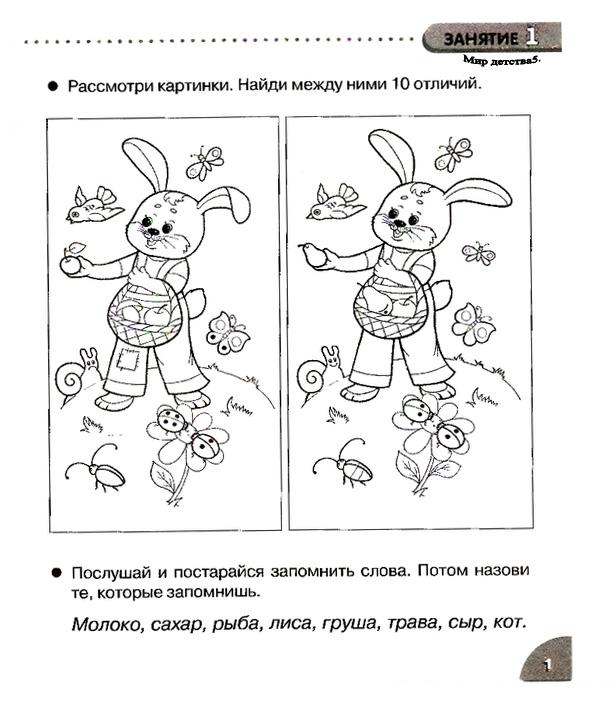 ЗАНЯТИЕ 1
Мир детства5.
● Рассмотри картинки. Найди между ними 10 отличий.
● Послушай и постарайся запомнить слова. Потом назови
те, которые запомнишь.
Молоко, сахар, рыба, лиса, груша, трава, сыр, кот.
1